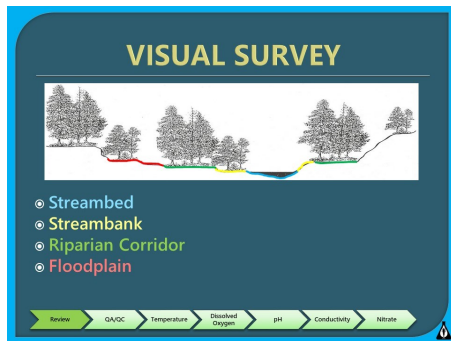 VISUAL SURVEY
Streambed
Streambank
Riparian Corridor
Floodplain
Review
QA/QC
Temperature
Dissolved
Oxygen
pH
Conductivity
Nitrate